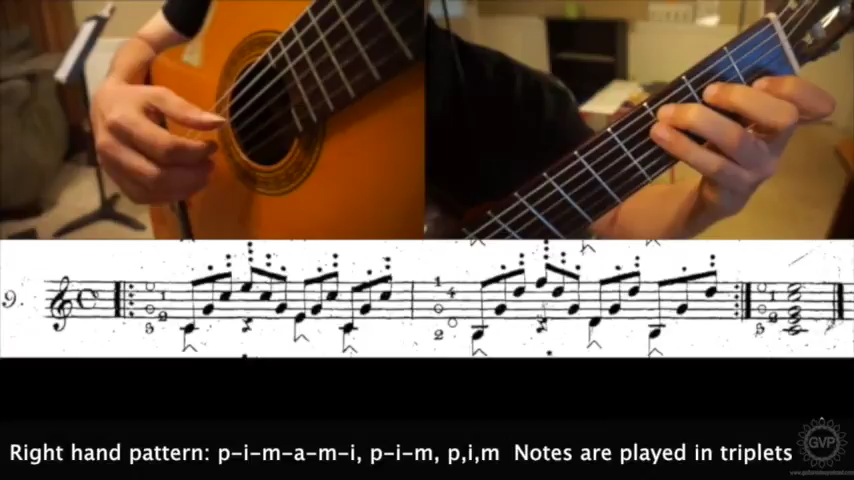 9.
Right hand pattern: p-i-m-a-m-i, p-i-m, p,i,m  Notes are played in triplets
GVP